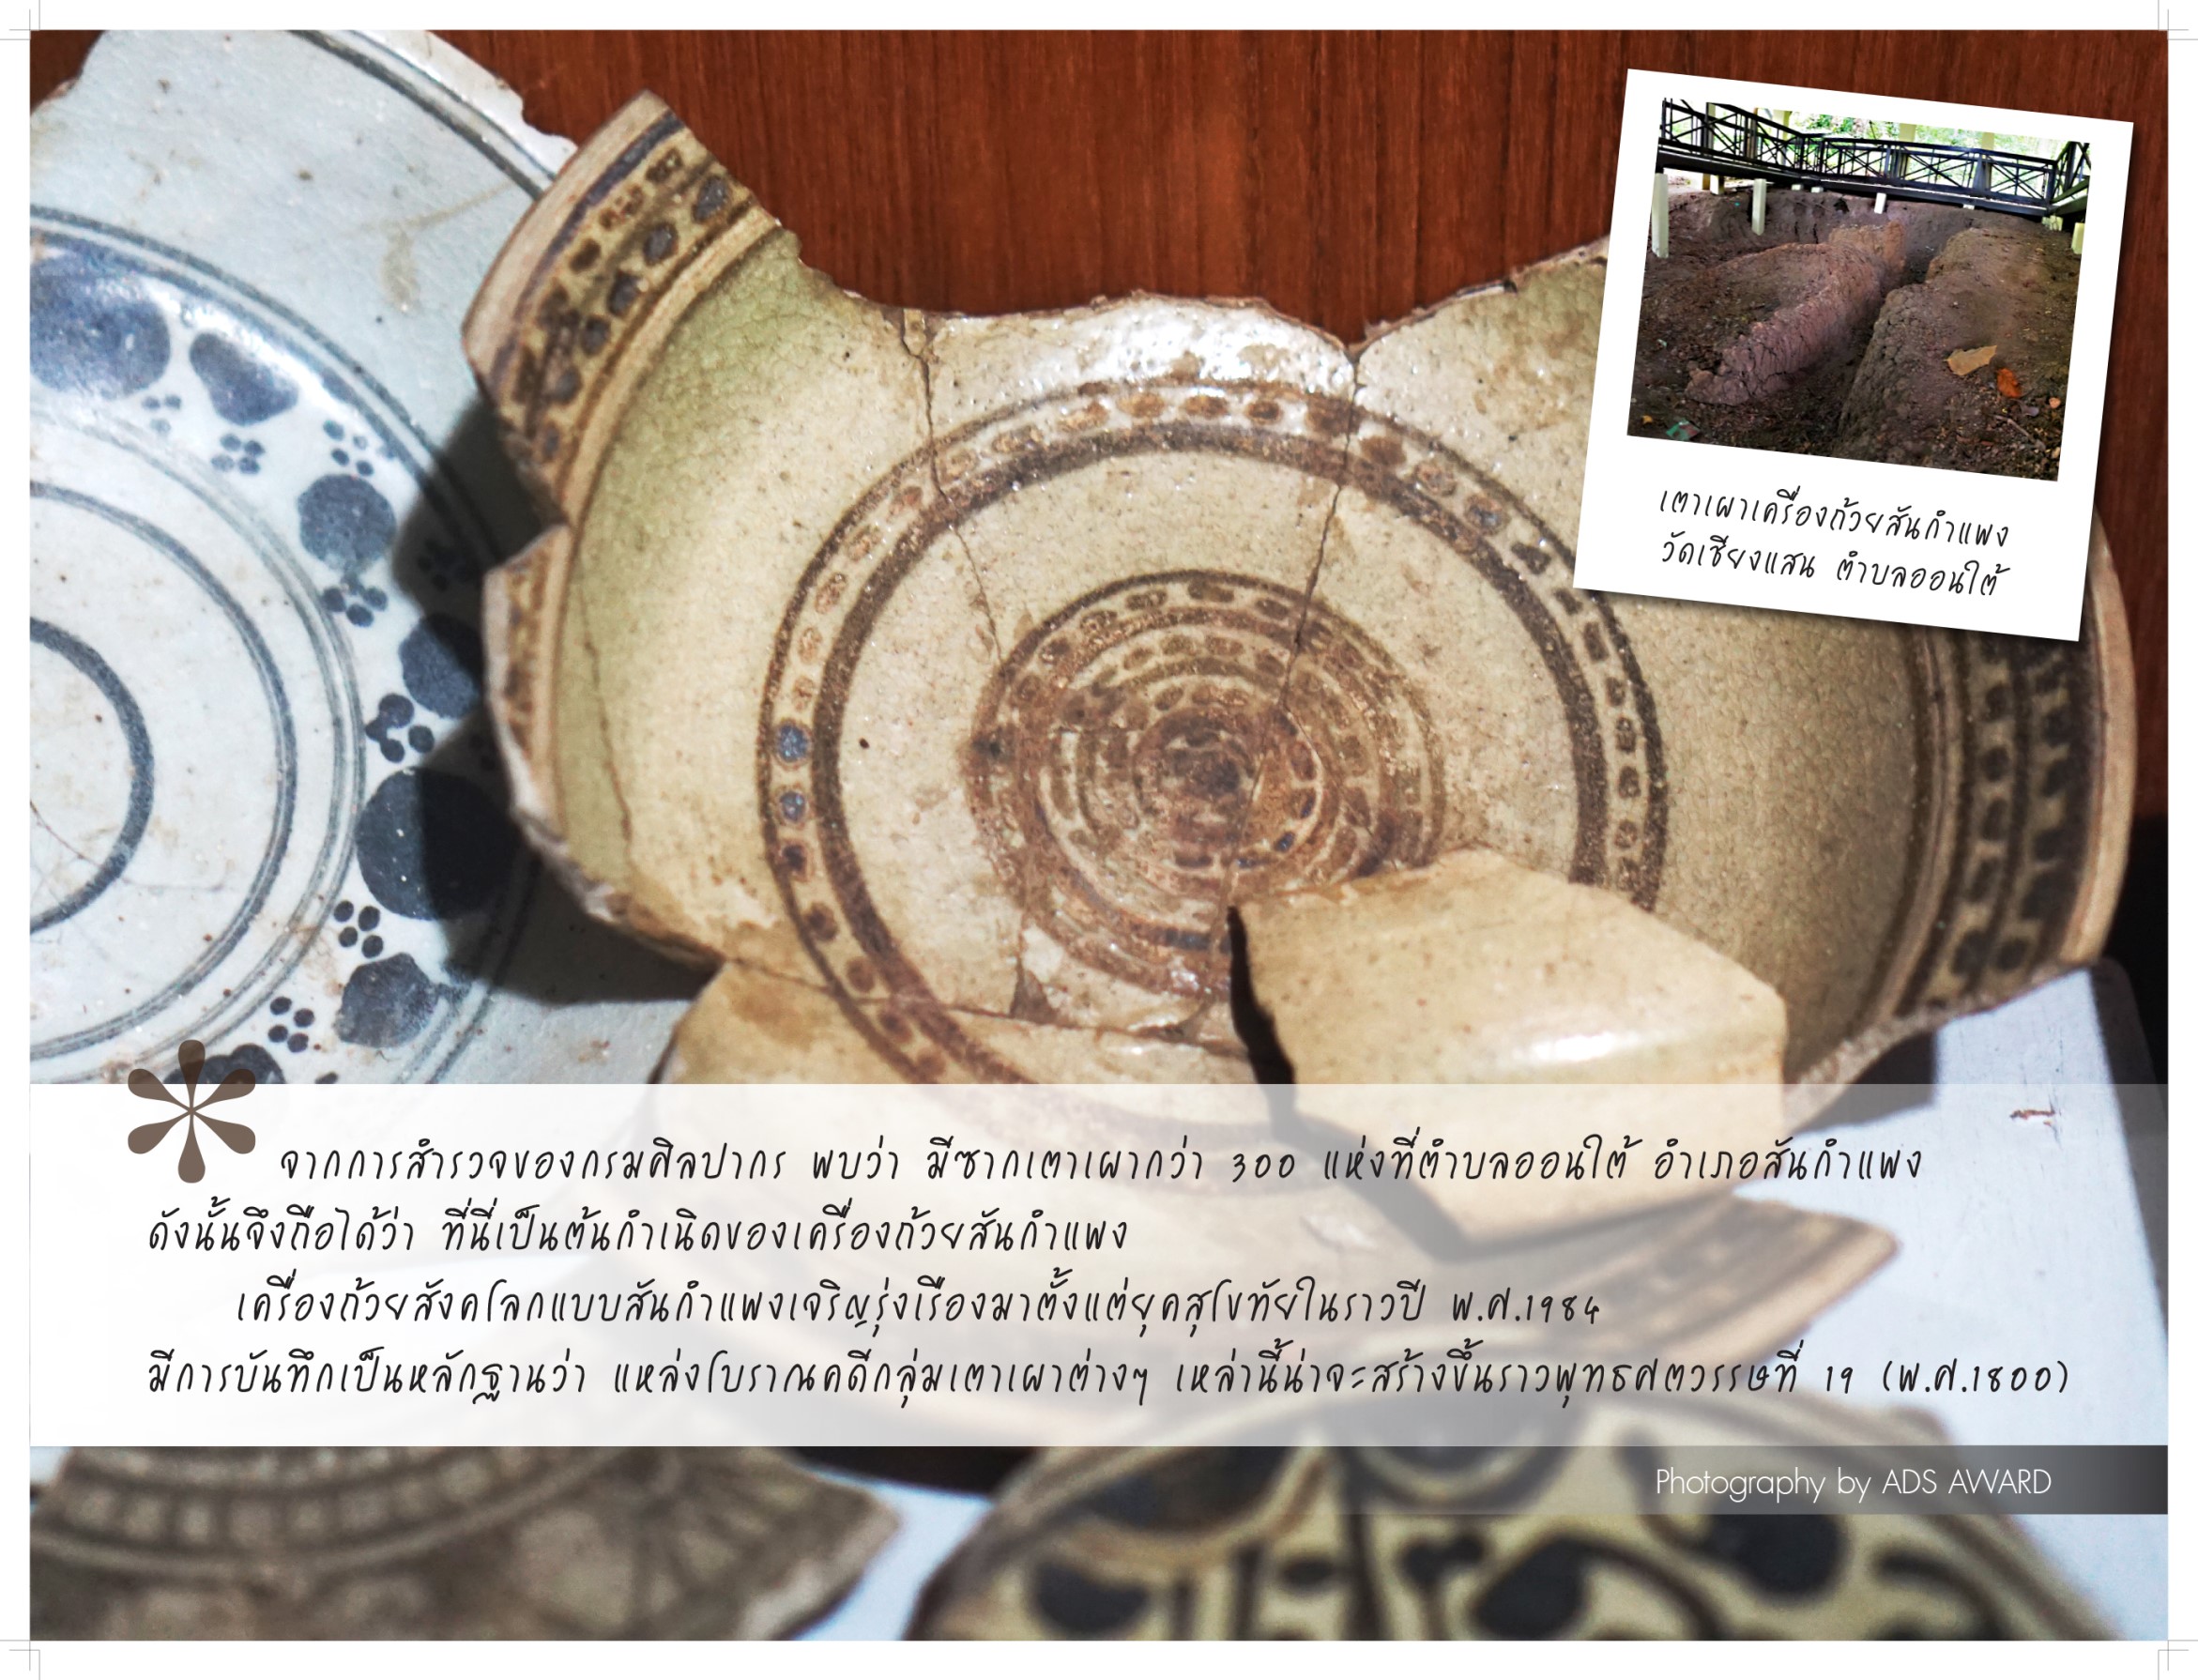 เตาเผาเครื่องถ้วยสันกำแพง
วัดเชียงแสน ตำบลออนใต้
จากการสำรวจของกรมศิลปากร พบว่า มีซากเตาเผากว่า 300 แห่งที่ตำบลออนใต้ อำเภอสันกำแพง
ดังนั้นจึงถือได้ว่า ที่นี่เป็นต้นกำเนิดของเครื่องถ้วยสันกำแพง
เครื่องถ้วยสังคโลกแบบสันกำแพงเจริญรุ่งเรืองมาตั้งแต่ยุคสุโขทัยในราวปี พ.ศ.1984
มีการบันทึกเป็นหลักฐานว่า แหล่งโบราณคดีกลุ่มเตาเผาต่างๆ เหล่านี้น่าจะสร้างขึ้นราวพุทธศตวรรษที่ 19 (พ.ศ.1800)
Photography by ADS AWARD